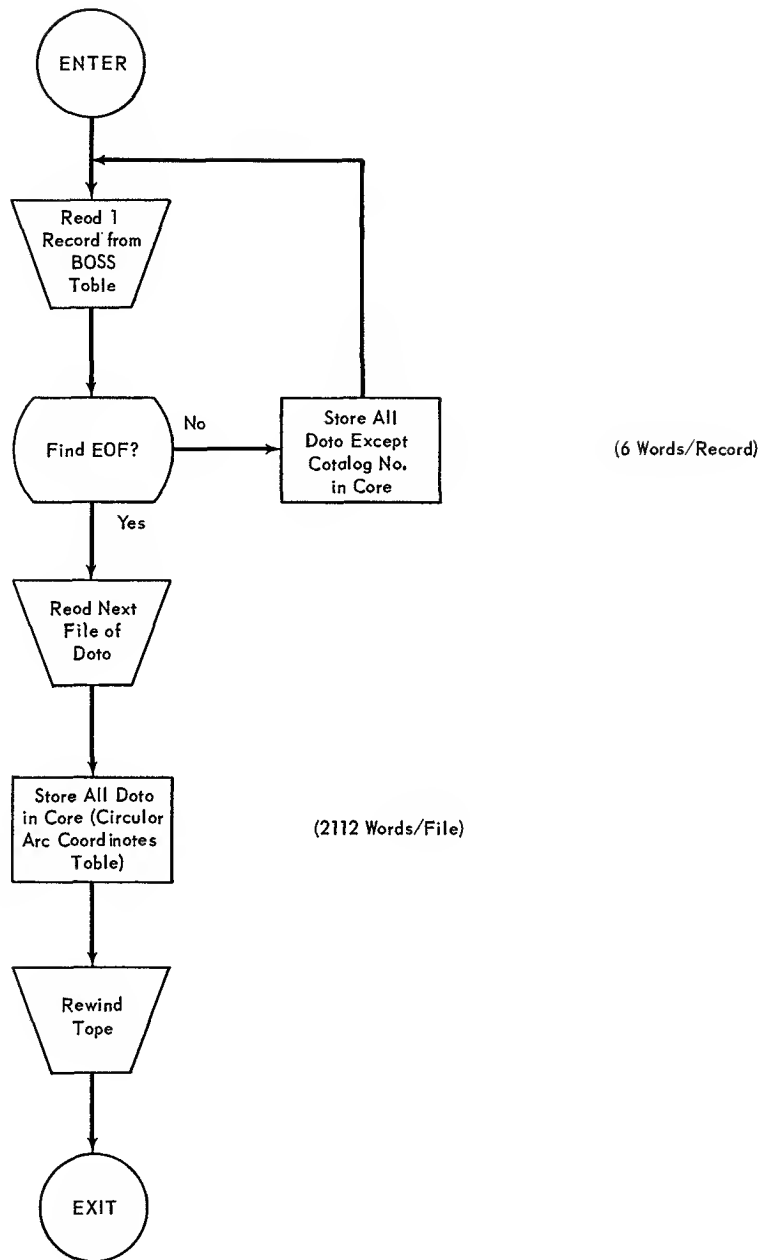 ENTER
Reod 1
Record from
BOSS
Toble
Find EOF?
No
Store All
Doto Except
Cotolog No.
in Core
(6 Words/Record)
Yes
Reod Next
File of
Doto
Store All Doto
in Core (Circulor
Arc Coordinotes
Toble)
(2112 Words/File)
Rewind
Tope
EXIT